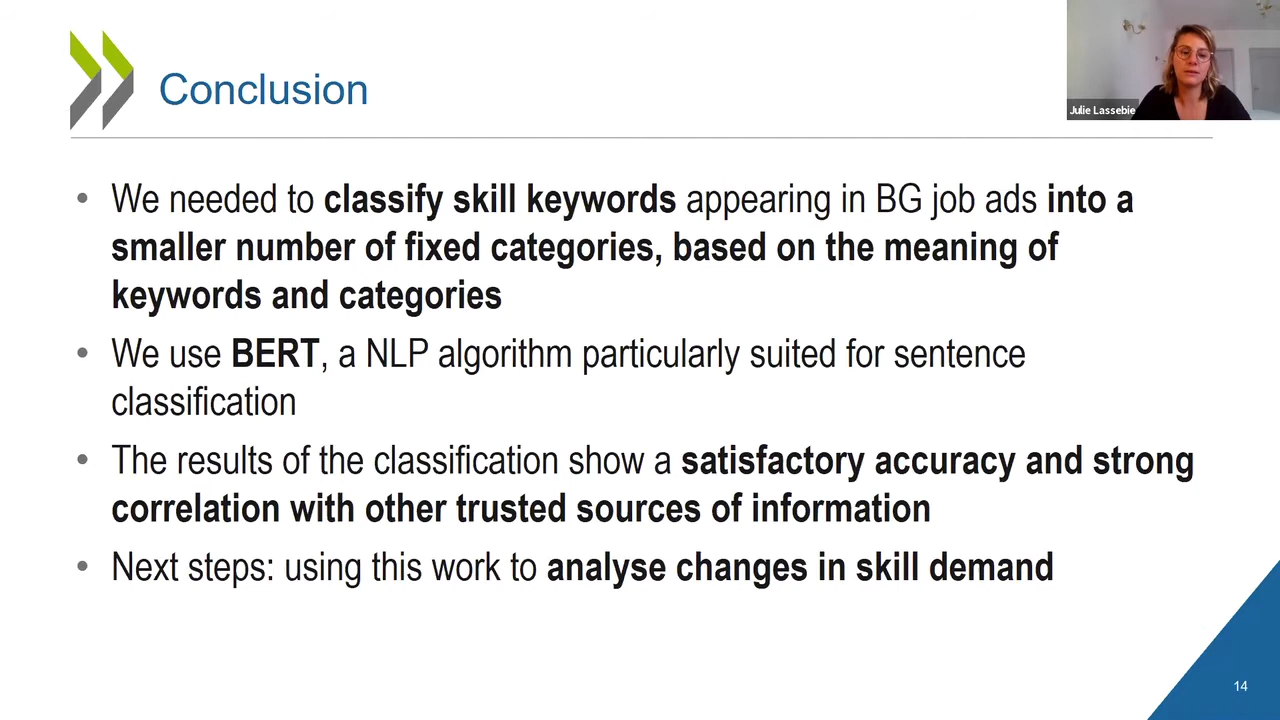 Conclusion
Julie Lassebie
• We needed to classify skill keywords appearing in BG job ads into a
smaller number of fixed categories, based on the meaning of
keywords and categories
• We use BERT, a NLP algorithm particularly suited for sentence
classification
• The results of the classification show a satisfactory accuracy and strong
correlation with other trusted sources of information
• Next steps: using this work to analyse changes in skill demand
14